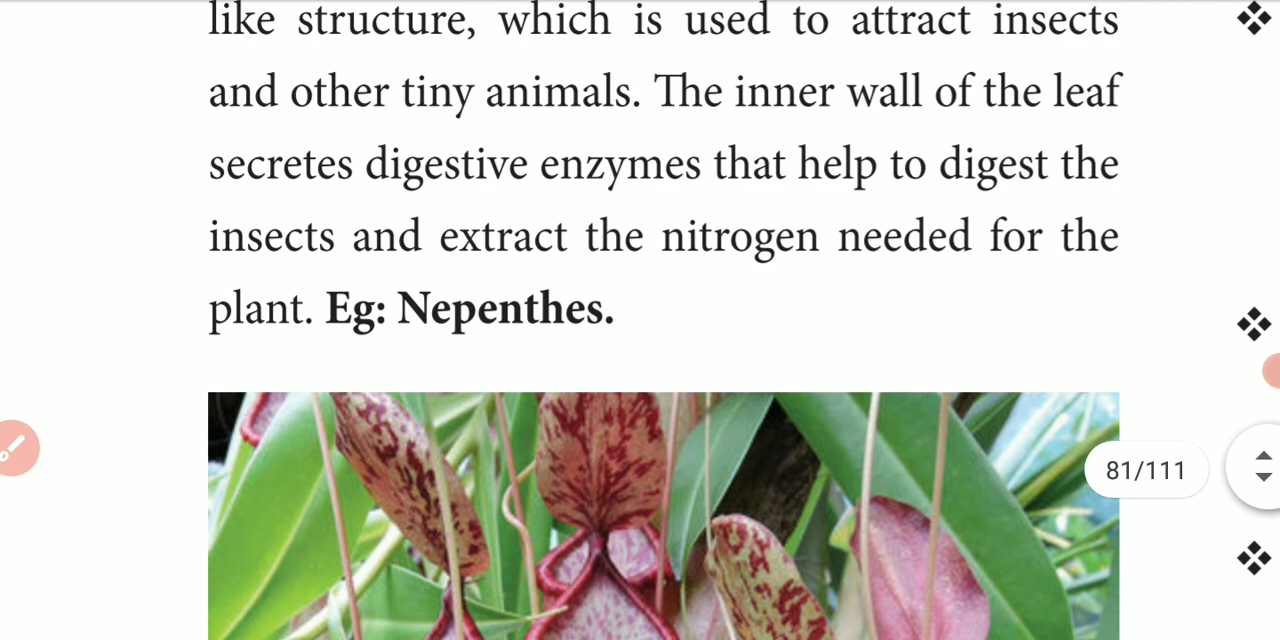 like structure, which is used to attract insects
and other tiny animals. The inner wall of the leaf
secretes digestive enzymes that help to digest the
insects and extract the nitrogen needed for the
plant. Eg: Nepenthes.
81/111